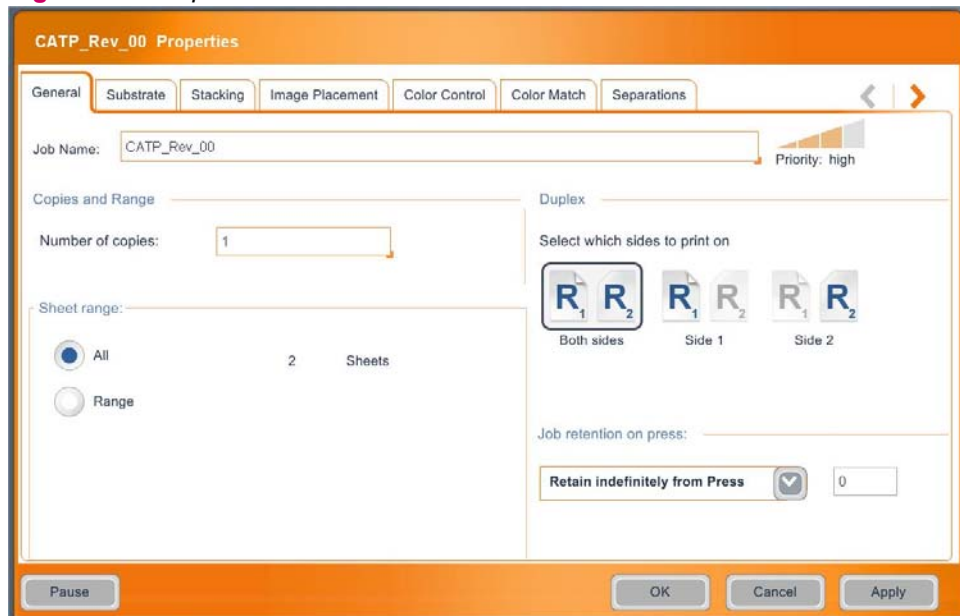 CATP_Rev_00 Properties
General Substrate Stacking Image Placement Color Control Color Match Separations
Job Name: CATP_Rev_00
Priority: high
Copies and Range
Number of copies: 1
Sheet range:
All 2 Sheets
Range
Duplex
Select which sides to print on
R1 R2 R1 R2 R1 R2
Both sides Side 1 Side 2
Job retention on press:
Retain indefinitely from Press 0
Pause OK Cancel Apply